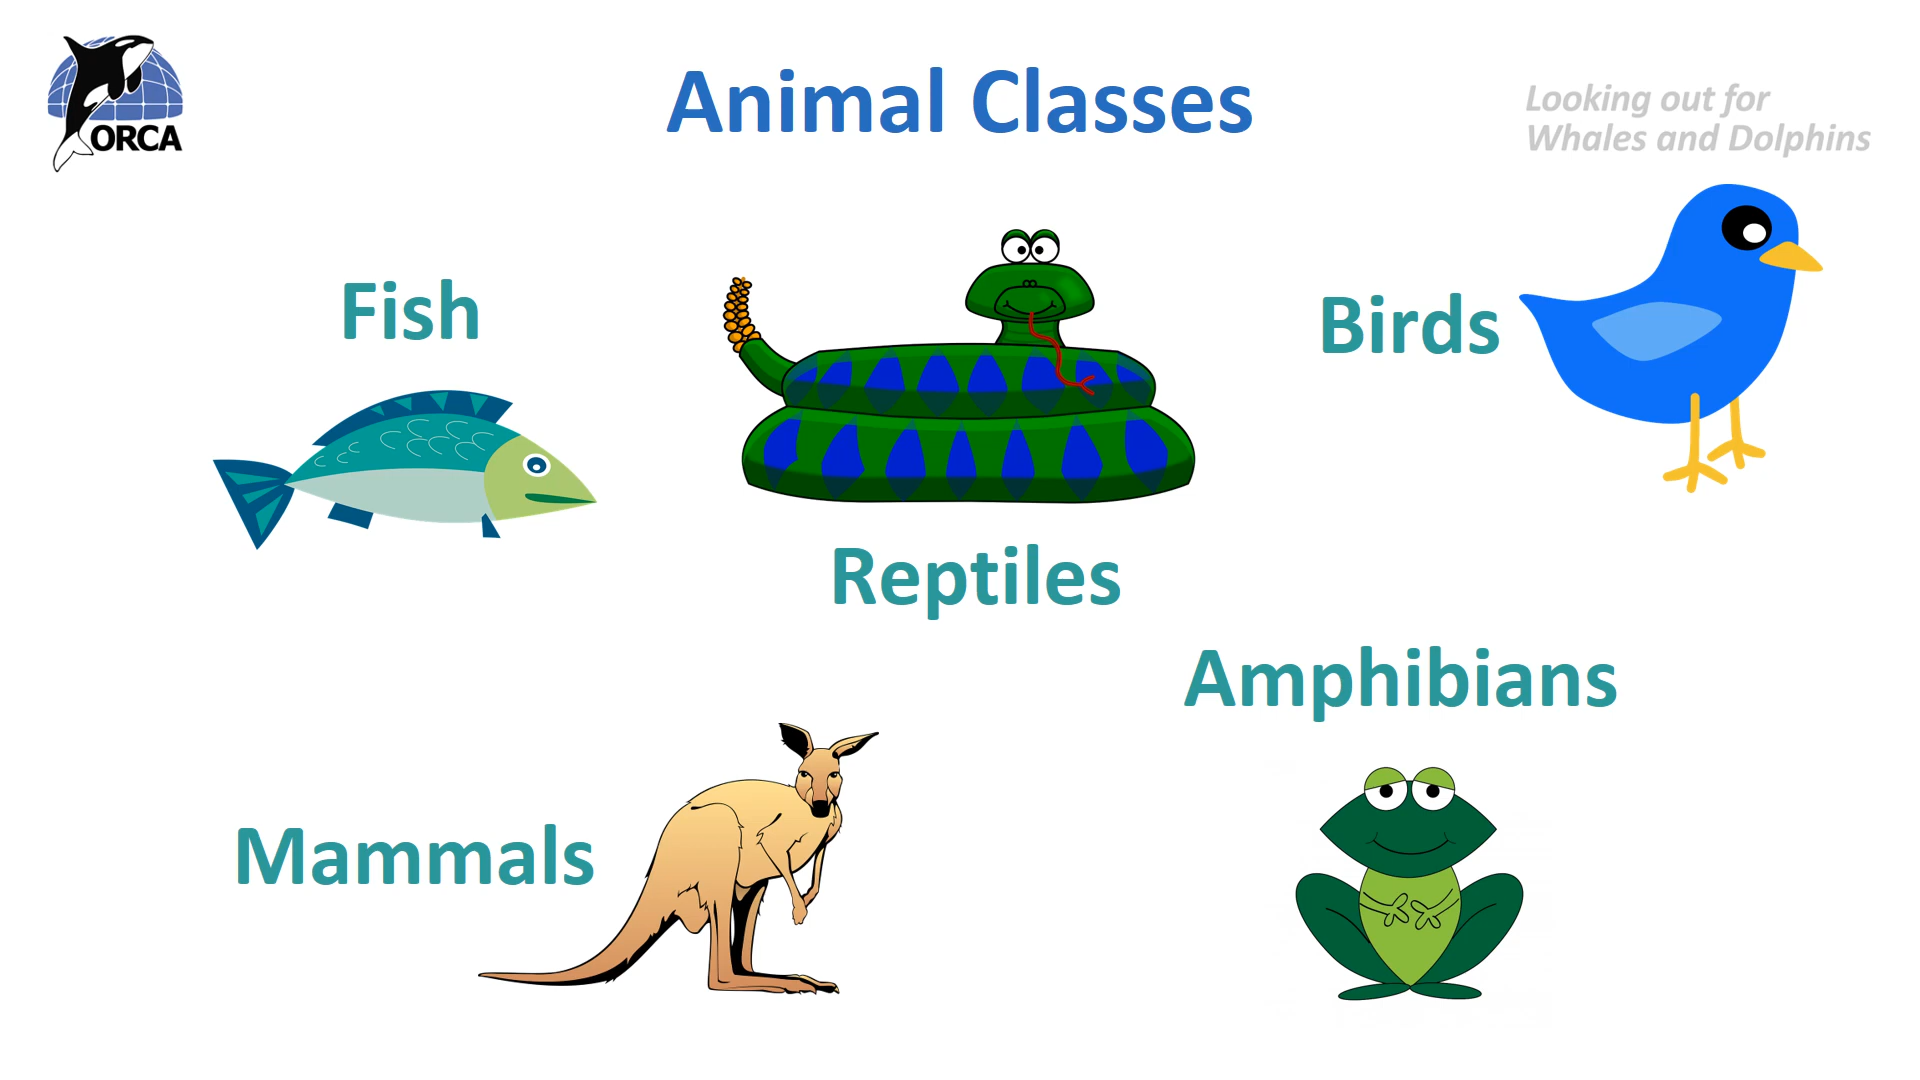 ORCA
Animal Classes
Looking out for
Whales and Dolphins
Fish
Birds
Reptiles
Amphibians
Mammals